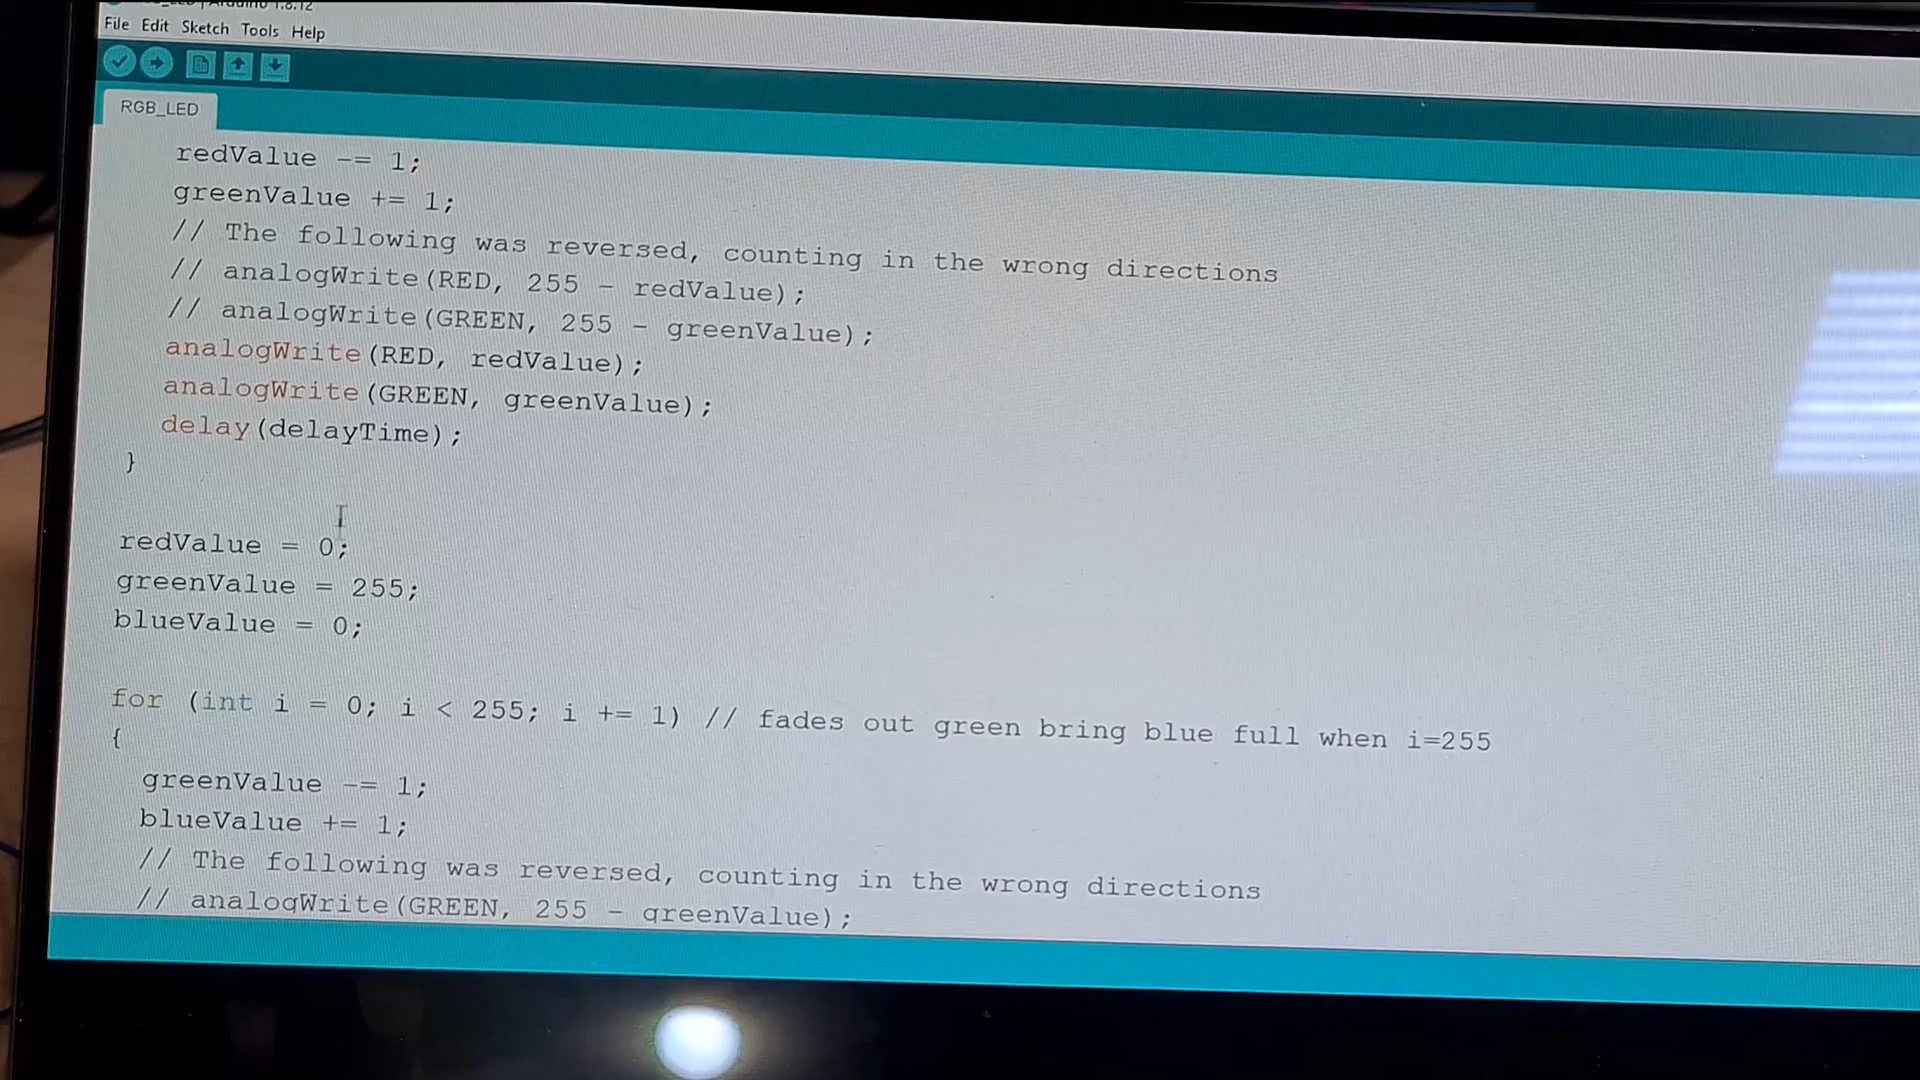 File Edit Sketch Tools Help
RGB_LED
redValue -= 1;
greenValue += 1;
// The following was reversed, counting in the wrong directions
// analogWrite(RED, 255 - redValue);
// analogWrite(GREEN, 255 - greenValue);
analogWrite(RED, redValue);
analogWrite(GREEN, greenValue);
delay(delayTime);
}
redValue = 0;
greenValue = 255;
blueValue = 0;
for (int i = 0; i < 255; i += 1) // fades out green bring blue full when i=255
{
greenValue -= 1;
blueValue += 1;
// The following was reversed, counting in the wrong directions
// analogWrite(GREEN, 255 - greenValue);